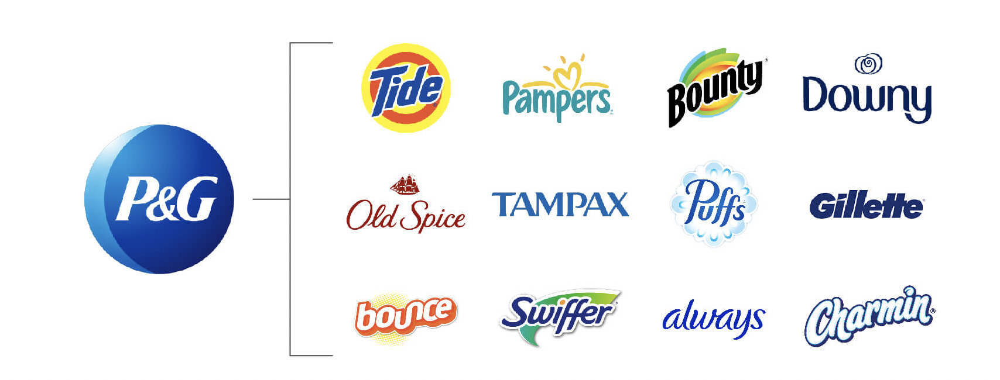 P&G
Tide
Pampers
Bounty
Downy
Old Spice
TAMPAX
Puffs
Gillette
bounce
Swiffer
always
Charmin